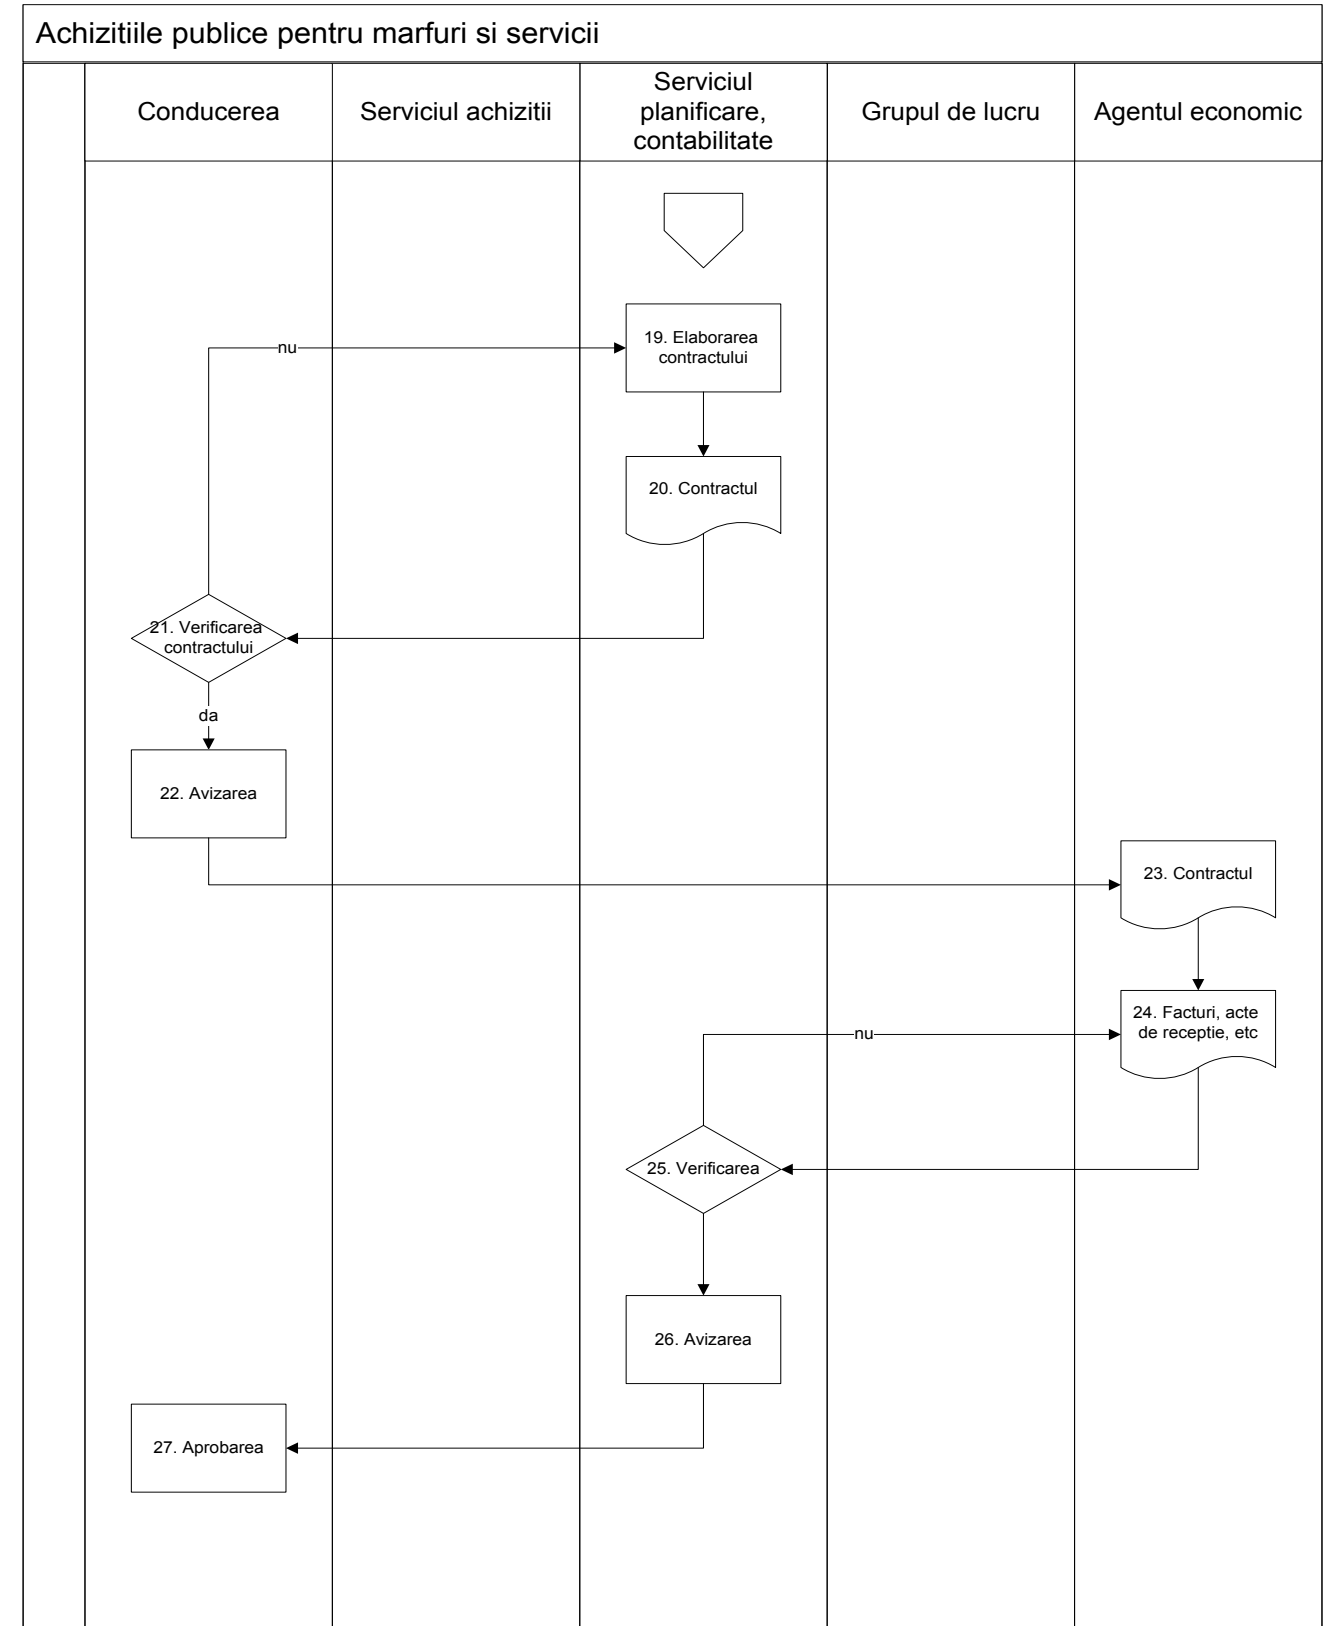 Achizitiile publice pentru marfuri si servicii
Conducerea
Serviciul achizitii
Serviciul
planificare,
contabilitate
Grupul de lucru
Agentul economic
19. Elaborarea
contractului
nu
20. Contractul
21. Verificarea
contractului
da
22. Avizarea
23. Contractul
24. Facturi, acte
de receptie, etc
nu
25. Verificarea
26. Avizarea
27. Aprobarea